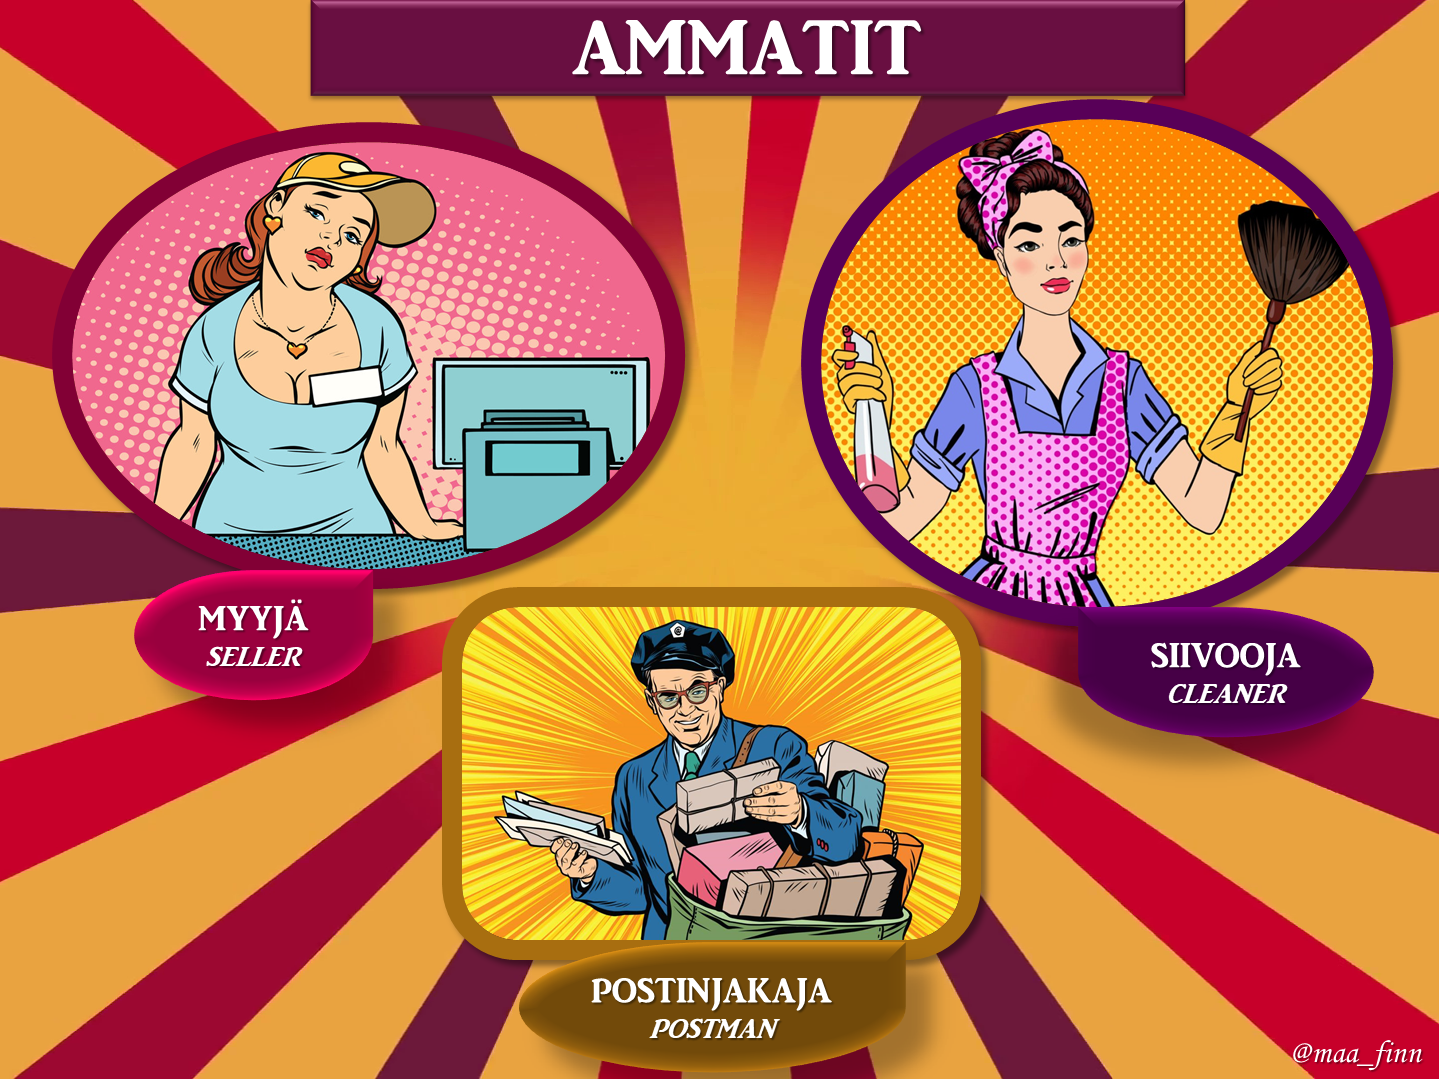 AMMATIT
MYYJÄ
SELLER
SIIVOOJA
CLEANER
POSTINJAKAJA
POSTMAN
@maa_finn